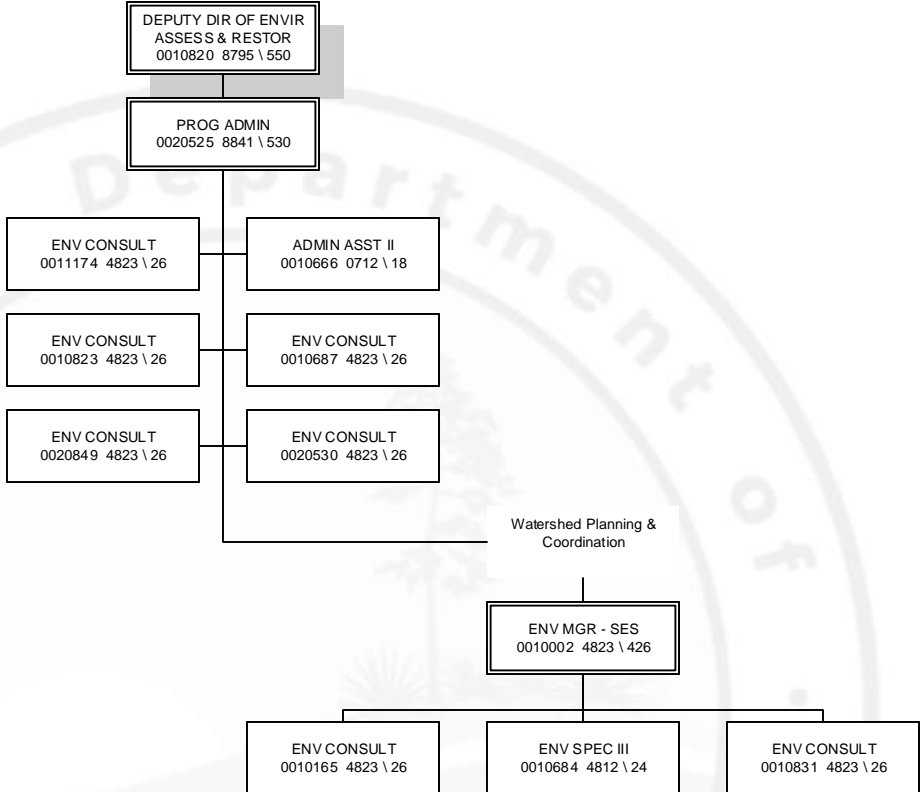 DEPUTY DIR OF ENVIR
ASSESS & RESTOR
0010820 8795 \ 550
PROG ADMIN
0020525 8841 \ 530
Department of
ENV CONSULT
0011174 4823 \ 26
ADMIN ASST II
0010666 0712 \ 18
ENV CONSULT
0010823 4823 \ 26
ENV CONSULT
0010687 4823 \ 26
ENV CONSULT
0020849 4823 \ 26
ENV CONSULT
0020530 4823 \ 26
Watershed Planning &
Coordination
ENV MGR - SES
0010002 4823 \ 426
ENV CONSULT
0010165 4823 \ 26
ENV SPEC III
0010684 4812 \ 24
ENV CONSULT
0010831 4823 \ 26